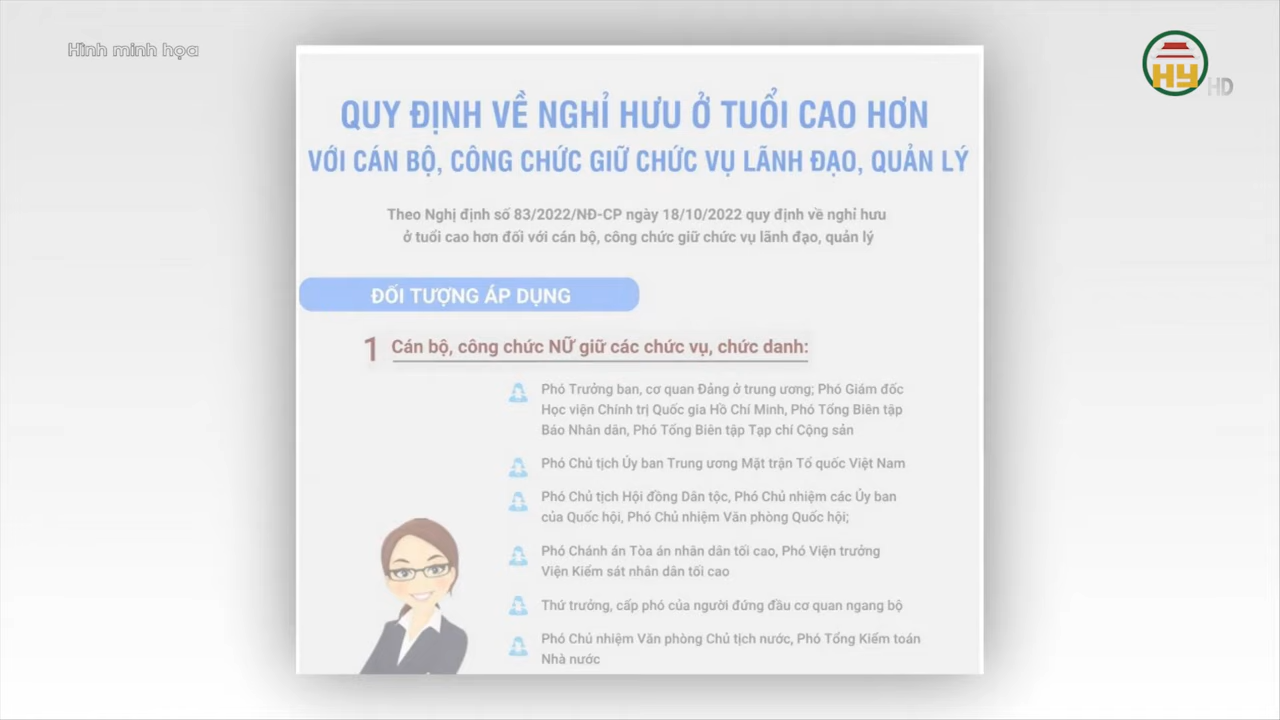 Hình minh họa
HY
HD
QUY ĐỊNH VỀ NGHỈ HƯU Ở TUỔI CAO HƠN
VỚI CÁN BỘ, CÔNG CHỨC GIỮ CHỨC VỤ LÃNH ĐẠO, QUẢN LÝ
Theo Nghị định số 83/2022/NĐ-CP ngày 18/10/2022 quy định về nghỉ hưu
ở tuổi cao hơn đối với cán bộ, công chức giữ chức vụ lãnh đạo, quản lý
ĐỐI TƯỢNG ÁP DỤNG
1 Cán bộ, công chức NỮ giữ các chức vụ, chức danh:
Phó Trưởng ban, cơ quan Đảng ở trung ương; Phó Giám đốc
Học viện Chính trị Quốc gia Hồ Chí Minh, Phó Tổng Biên tập
Báo Nhân dân, Phó Tổng Biên tập Tạp chí Cộng sản
Phó Chủ tịch Ủy ban Trung ương Mặt trận Tổ quốc Việt Nam
Phó Chủ tịch Hội đồng Dân tộc, Phó Chủ nhiệm các Ủy ban
của Quốc hội, Phó Chủ nhiệm Văn phòng Quốc hội;
Phó Chánh án Tòa án nhân dân tối cao, Phó Viện trưởng
Viện Kiểm sát nhân dân tối cao
Thứ trưởng, cấp phó của người đứng đầu cơ quan ngang bộ
Phó Chủ nhiệm Văn phòng Chủ tịch nước, Phó Tổng Kiểm toán
Nhà nước